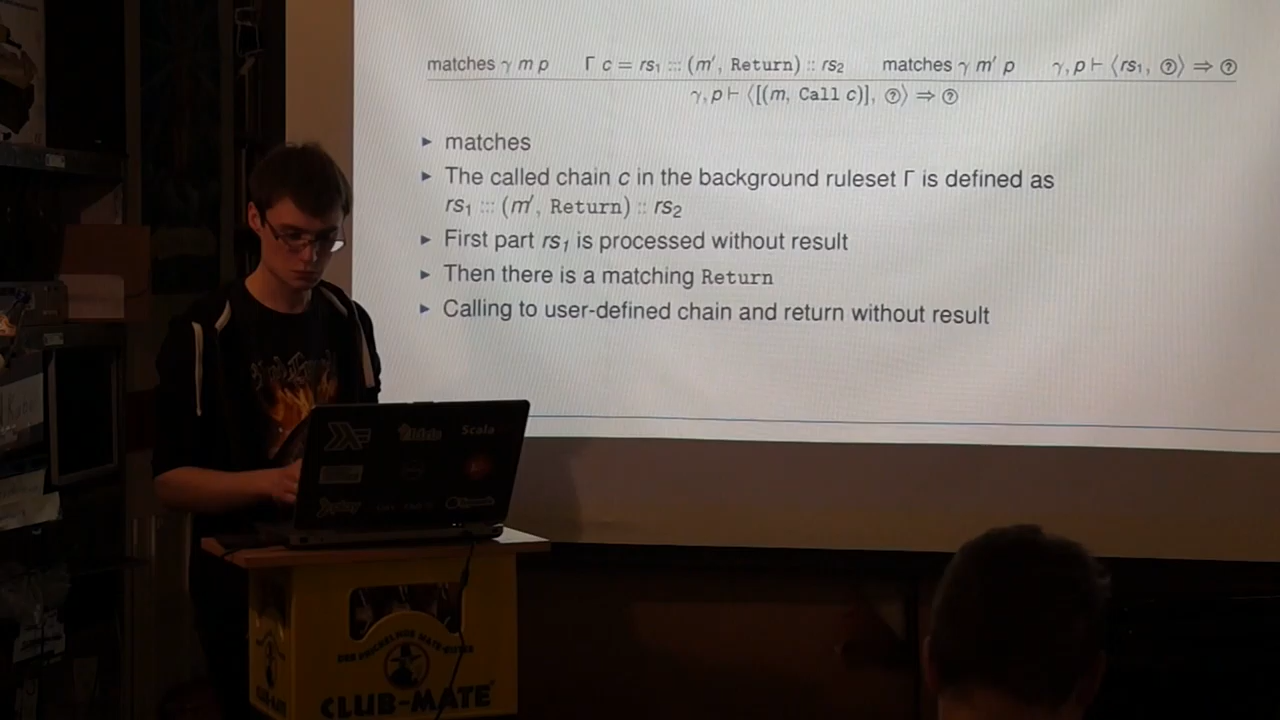 matches γ m p Γ c = rs₁ ::: (m′, Return) :: rs₂ matches γ m′ p γ, p ⊢ ⟨rs₁, ?⟩ ⇒ ?
γ, p ⊢ ⟨[(m, Call c)], ?⟩ ⇒ ?
▸ matches
▸ The called chain c in the background ruleset Γ is defined as
rs₁ ::: (m′, Return) :: rs₂
▸ First part rs₁ is processed without result
▸ Then there is a matching Return
▸ Calling to user-defined chain and return without result
Scala
CLUB-MATE